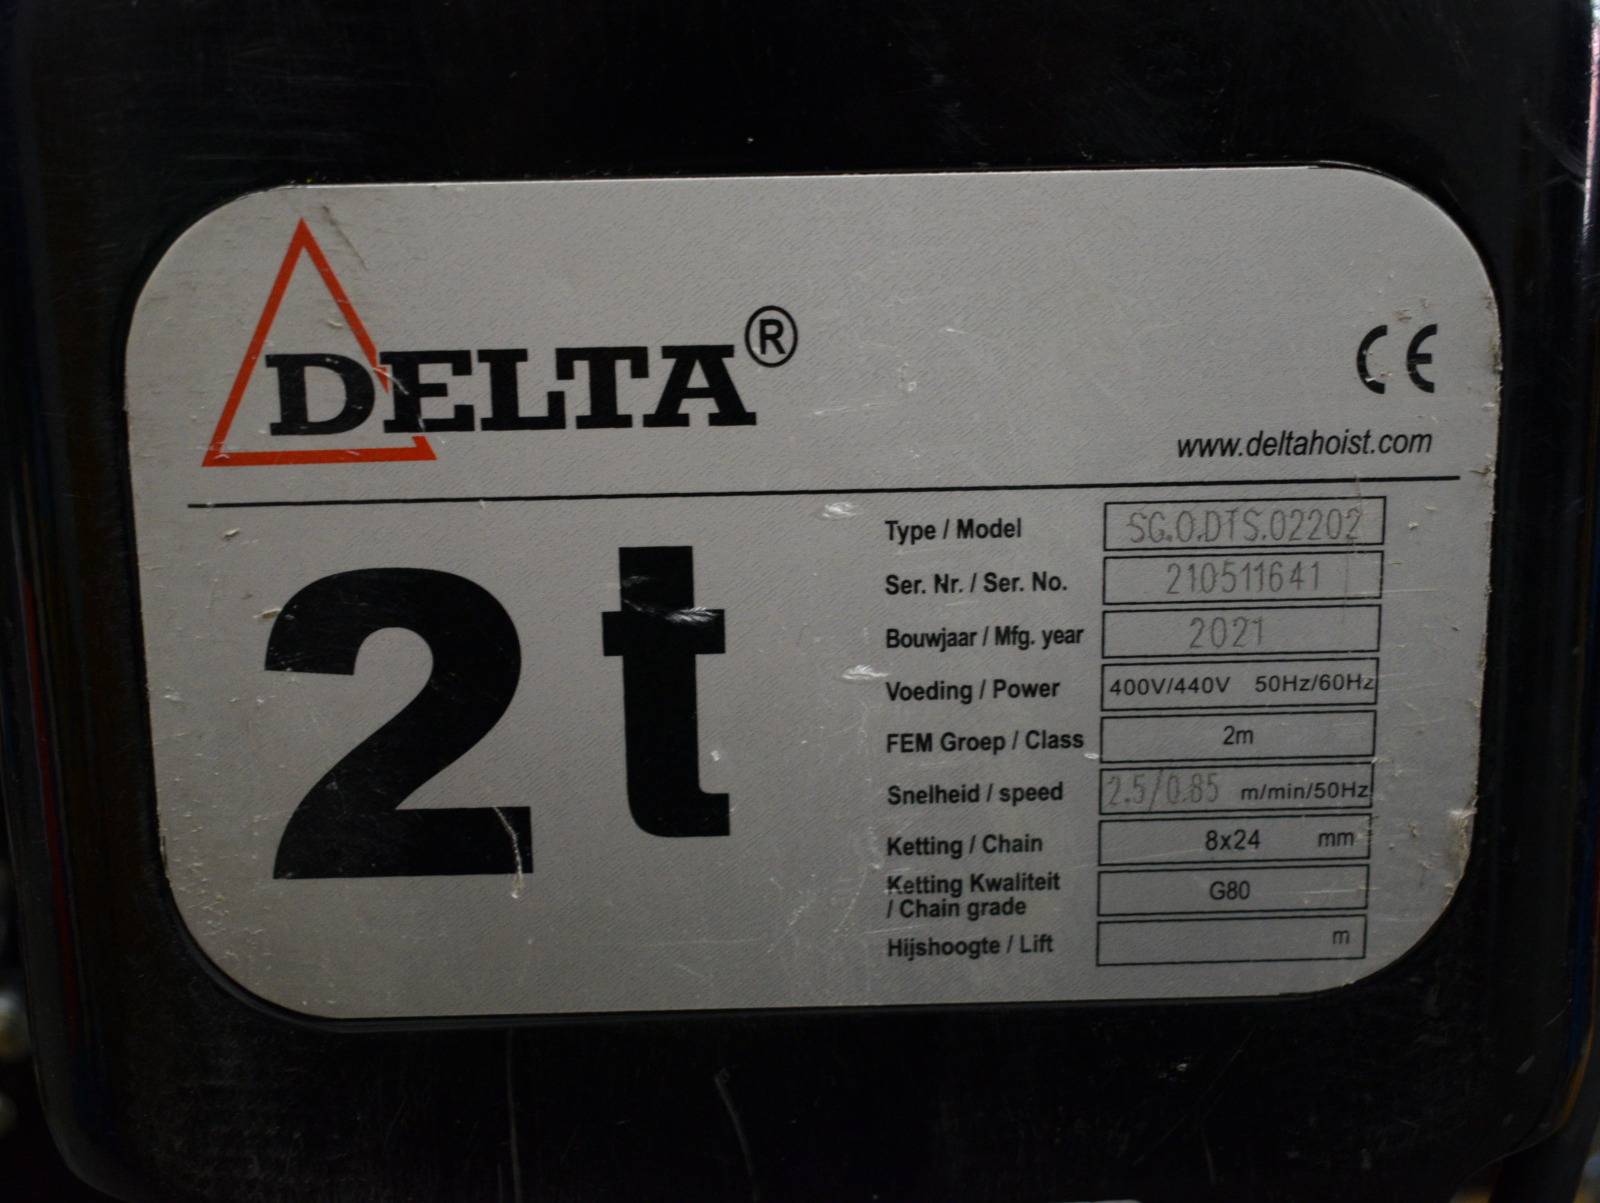 DELTA®
CE
www.deltahoist.com
2t
Type / Model SG.O.DTS.02202
Ser. Nr. / Ser. No. 210511641
Bouwjaar / Mfg. year 2021
Voeding / Power 400V/440V 50Hz/60Hz
FEM Groep / Class 2m
Snelheid / speed 2.5/0.85 m/min/50Hz
Ketting / Chain 8x24 mm
Ketting Kwaliteit
/ Chain grade G80
Hijshoogte / Lift m